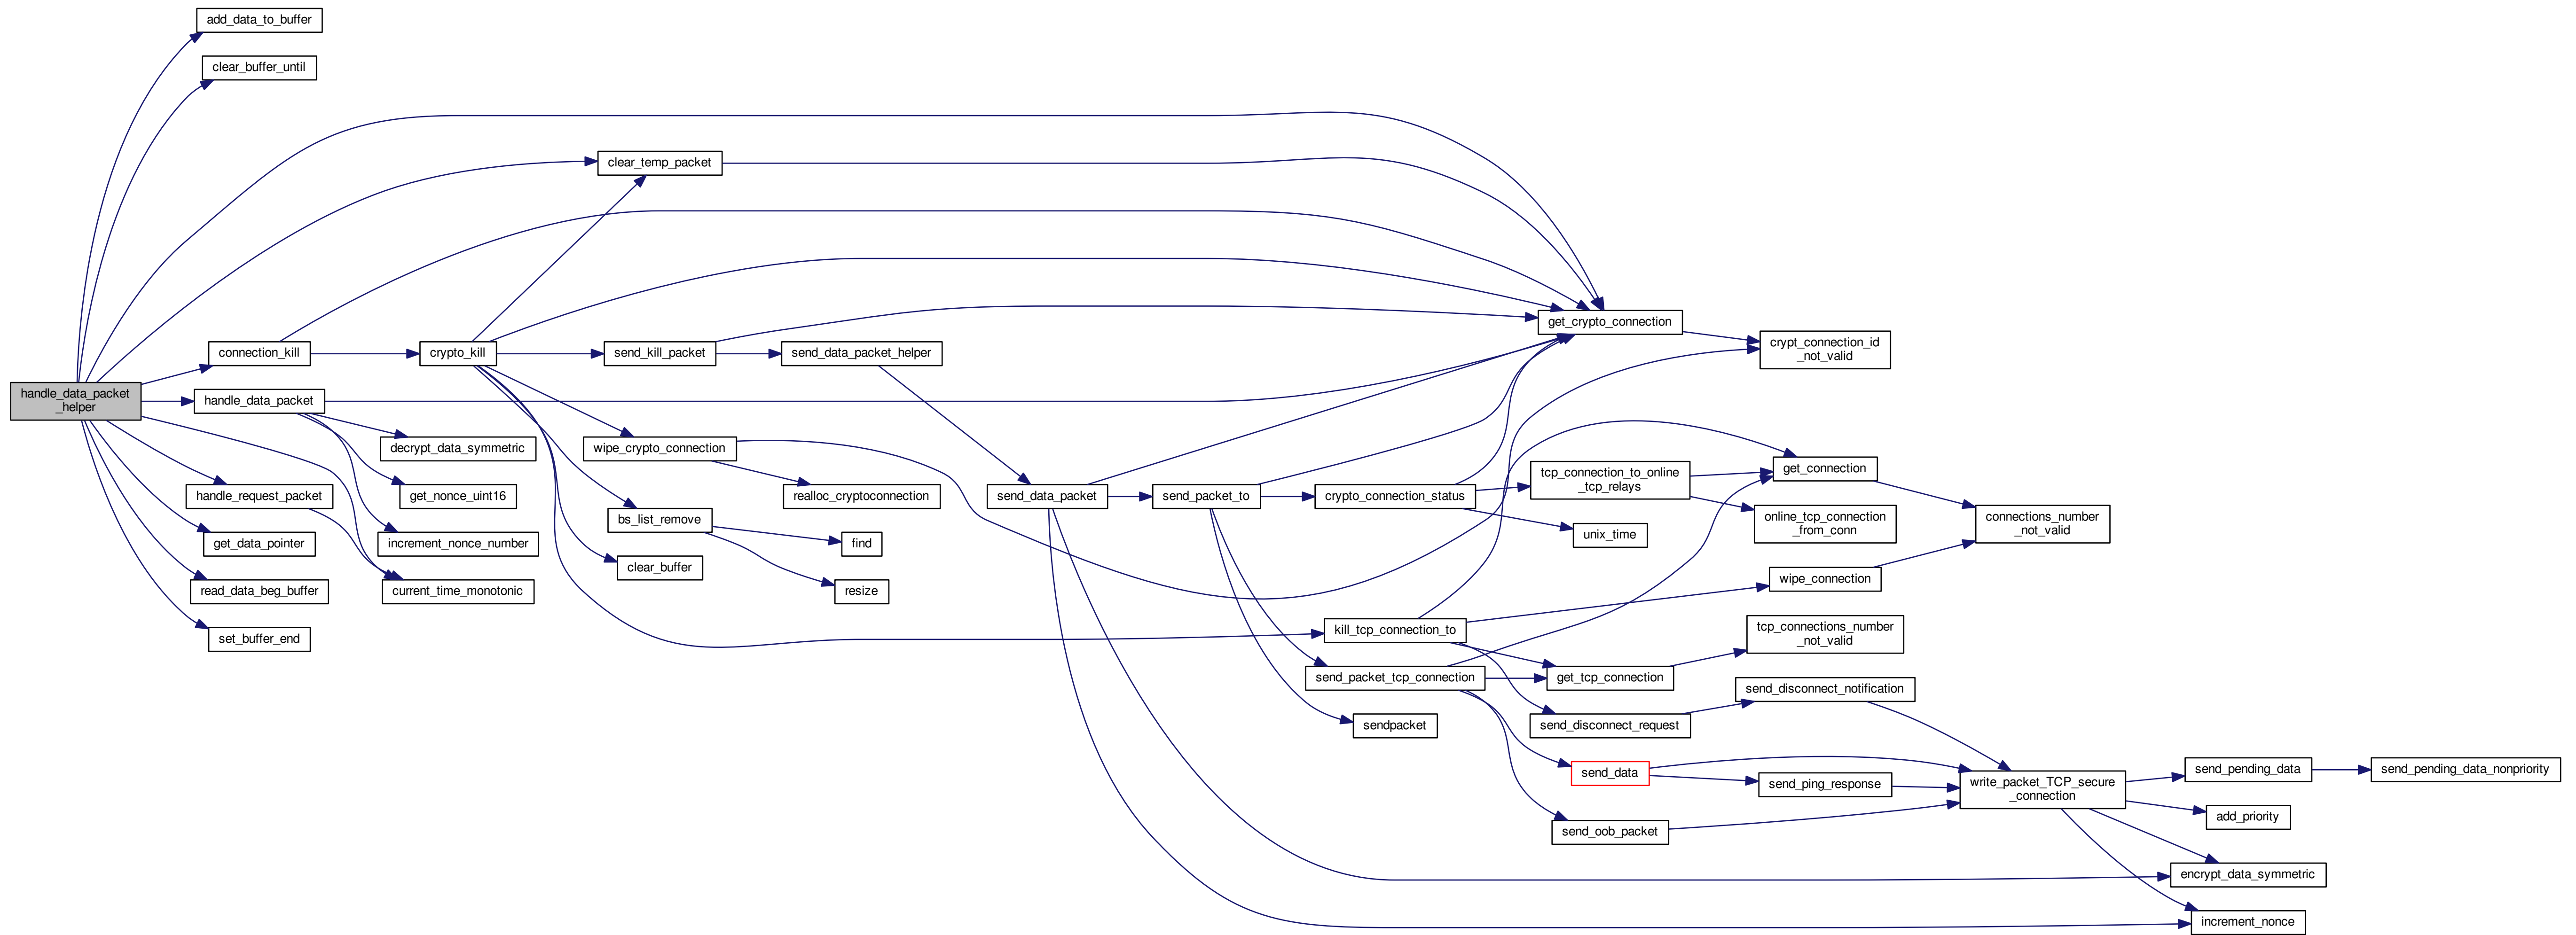 add_data_to_buffer
clear_buffer_until
clear_temp_packet
get_crypto_connection
crypt_connection_id
_not_valid
connection_kill
crypto_kill
send_kill_packet
send_data_packet_helper
handle_data_packet
_helper
handle_data_packet
decrypt_data_symmetric
wipe_crypto_connection
get_connection
tcp_connection_to_online
_tcp_relays
handle_request_packet
get_nonce_uint16
realloc_cryptoconnection
send_data_packet
send_packet_to
crypto_connection_status
bs_list_remove
online_tcp_connection
_from_conn
connections_number
_not_valid
unix_time
get_data_pointer
increment_nonce_number
find
clear_buffer
wipe_connection
read_data_beg_buffer
current_time_monotonic
resize
set_buffer_end
kill_tcp_connection_to
tcp_connections_number
_not_valid
send_packet_tcp_connection
get_tcp_connection
send_disconnect_notification
sendpacket
send_disconnect_request
send_data
send_ping_response
write_packet_TCP_secure
_connection
send_pending_data
send_pending_data_nonpriority
add_priority
send_oob_packet
encrypt_data_symmetric
increment_nonce